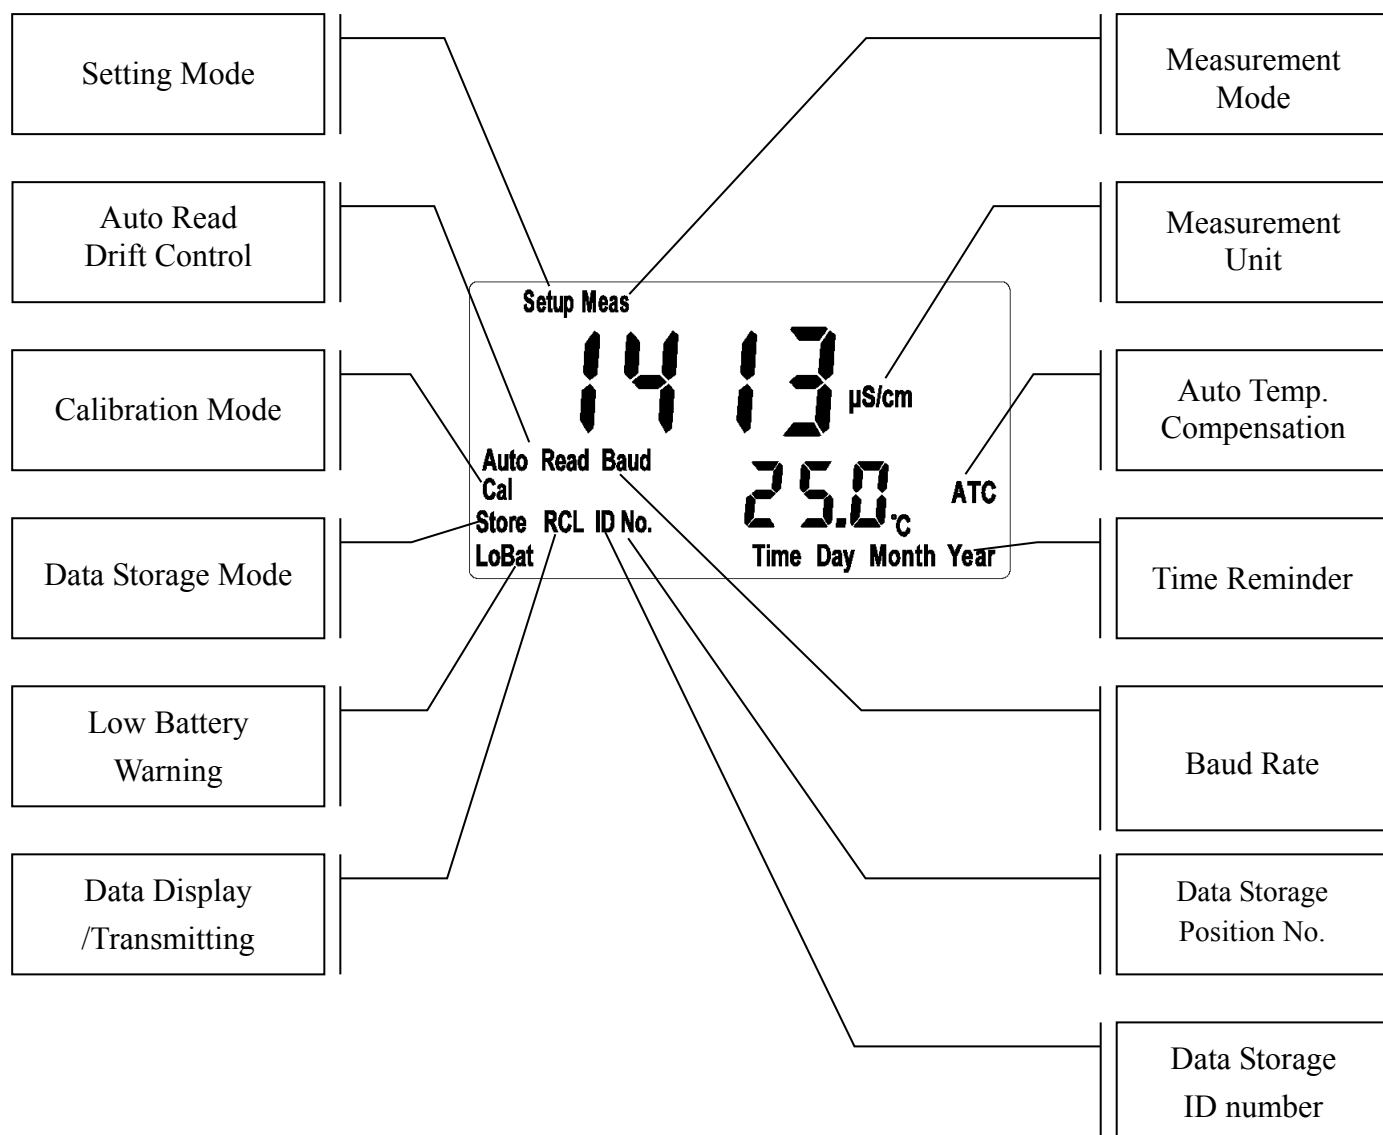 Setting Mode
Measurement
Mode
Auto Read
Drift Control
Measurement
Unit
Setup Meas
1413
µS/cm
Calibration Mode
Auto Temp.
Compensation
Auto Read Baud
Cal
25.0
°C
ATC
Store RCL ID No.
LoBat
Time Day Month Year
Data Storage Mode
Time Reminder
Low Battery
Warning
Baud Rate
Data Display
/Transmitting
Data Storage
Position No.
Data Storage
ID number